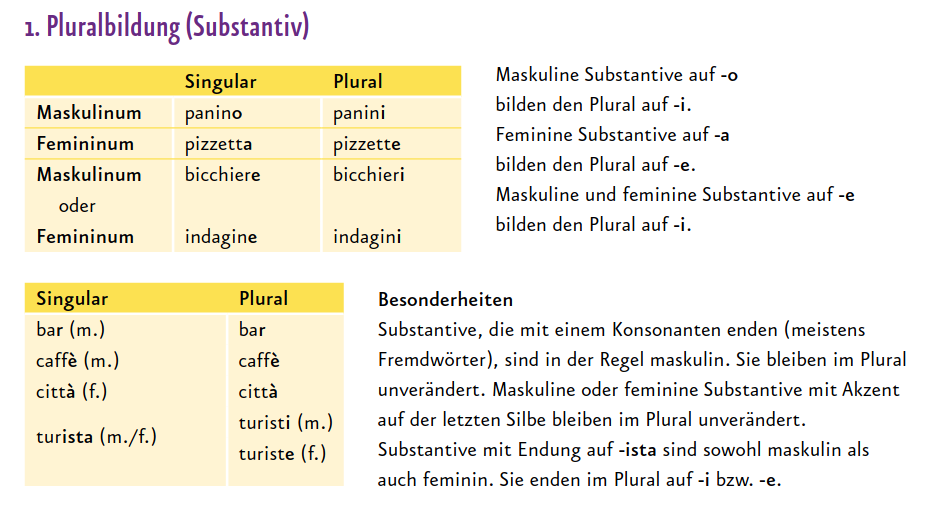 1. Pluralbildung (Substantiv)
Singular Plural
Maskulinum panino panini
Femininum pizzetta pizzette
Maskulinum bicchiere bicchieri
oder
Femininum indagine indagini
Maskuline Substantive auf -o
bilden den Plural auf -i.
Feminine Substantive auf -a
bilden den Plural auf -e.
Maskuline und feminine Substantive auf -e
bilden den Plural auf -i.
Singular Plural
bar (m.) bar
caffè (m.) caffè
città (f.) città
turista (m./f.) turisti (m.)
turiste (f.)
Besonderheiten
Substantive, die mit einem Konsonanten enden (meistens
Fremdwörter), sind in der Regel maskulin. Sie bleiben im Plural
unverändert. Maskuline oder feminine Substantive mit Akzent
auf der letzten Silbe bleiben im Plural unverändert.
Substantive mit Endung auf -ista sind sowohl maskulin als
auch feminin. Sie enden im Plural auf -i bzw. -e.